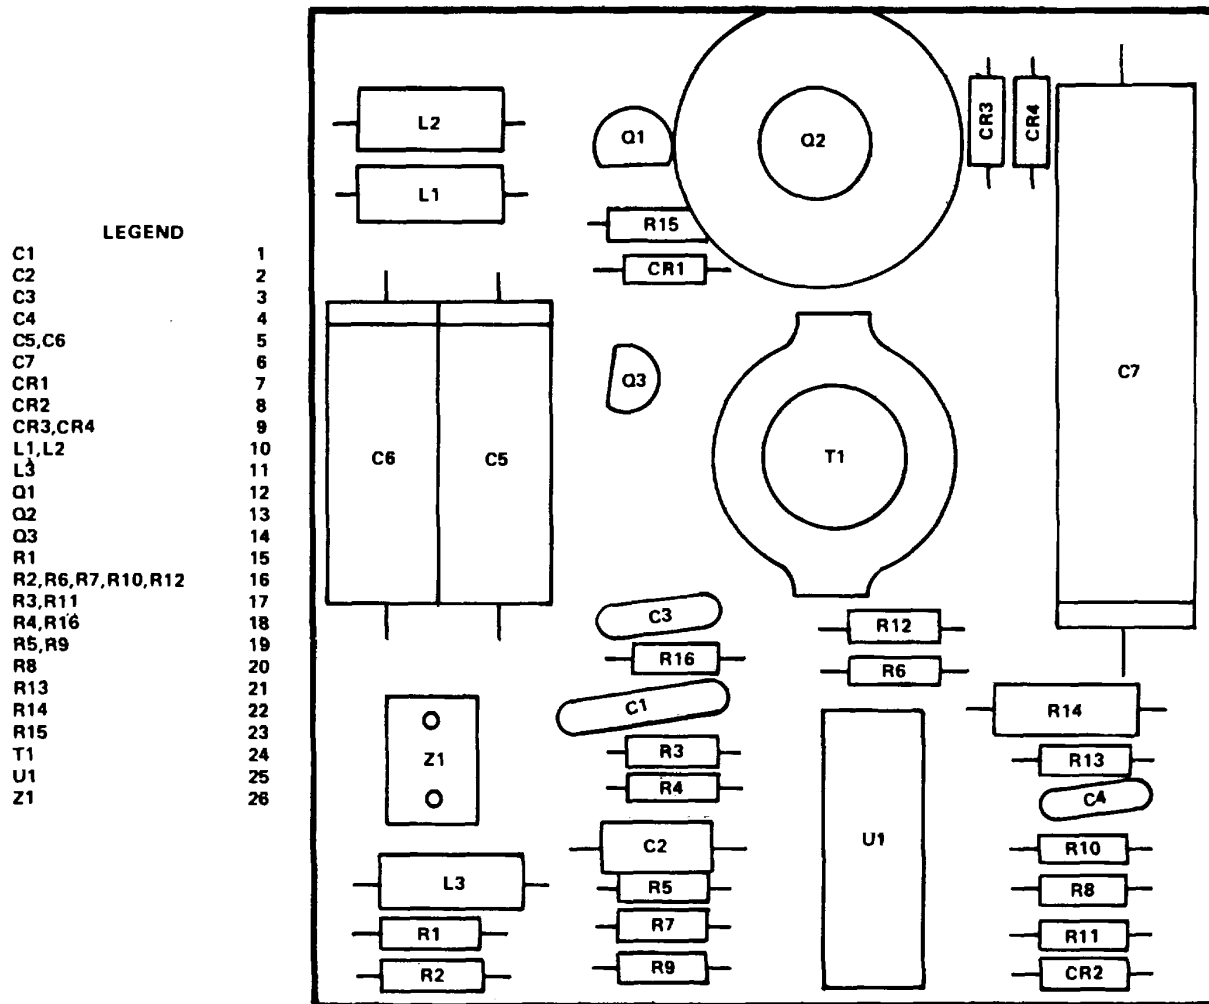 LEGEND
C1 1
C2 2
C3 3
C4 4
C5,C6 5
C7 6
CR1 7
CR2 8
CR3,CR4 9
L1,L2 10
L3 11
Q1 12
Q2 13
Q3 14
R1 15
R2,R6,R7,R10,R12 16
R3,R11 17
R4,R16 18
R5,R9 19
R8 20
R13 21
R14 22
R15 23
T1 24
U1 25
Z1 26
L2
Q1
Q2
CR3
CR4
L1
R15
CR1
C7
Q3
C6
C5
T1
C3
R12
R16
R6
C1
R14
Z1
R3
R13
R4
C4
U1
C2
R10
L3
R5
R8
R1
R7
R11
R2
R9
CR2